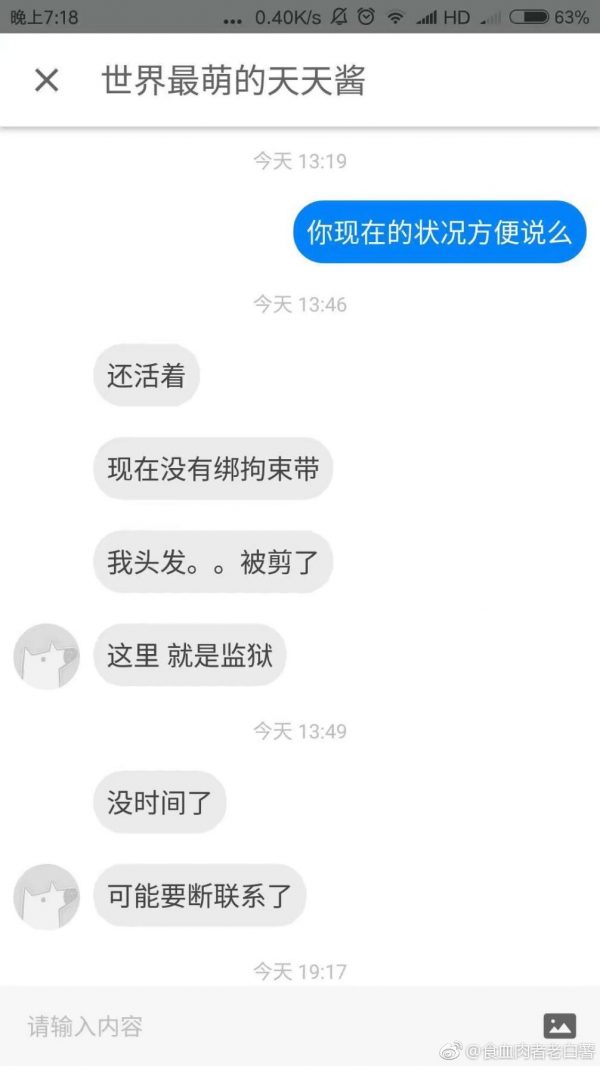 晚上7:18 ... 0.40K/s HD 63%
世界最萌的天天酱
今天 13:19
你现在的状况方便说么
今天 13:46
还活着
现在没有绑拘束带
我头发。。被剪了
这里 就是监狱
今天 13:49
没时间了
可能要断联系了
今天 19:17
请输入内容
@食血肉者老白薯